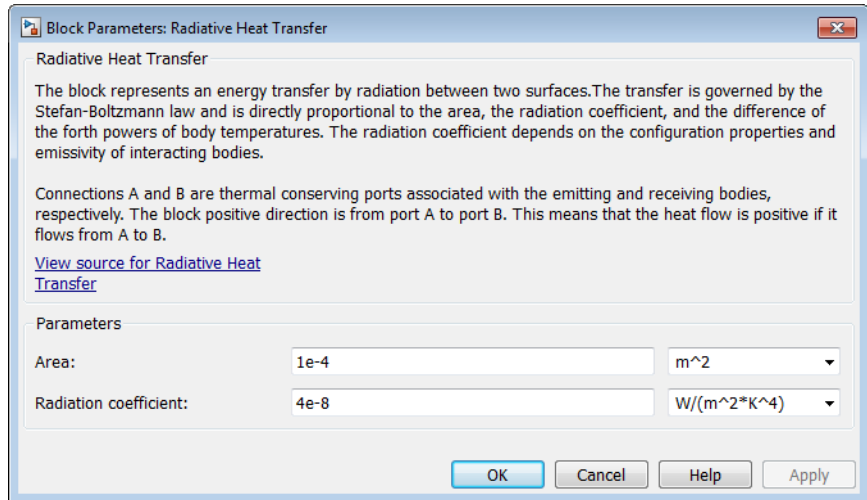 Block Parameters: Radiative Heat Transfer
Radiative Heat Transfer
The block represents an energy transfer by radiation between two surfaces.The transfer is governed by the
Stefan-Boltzmann law and is directly proportional to the area, the radiation coefficient, and the difference of
the forth powers of body temperatures. The radiation coefficient depends on the configuration properties and
emissivity of interacting bodies.
Connections A and B are thermal conserving ports associated with the emitting and receiving bodies,
respectively. The block positive direction is from port A to port B. This means that the heat flow is positive if it
flows from A to B.
View source for Radiative Heat
Transfer
Parameters
Area: 1e-4 m^2
Radiation coefficient: 4e-8 W/(m^2*K^4)
OK Cancel Help Apply